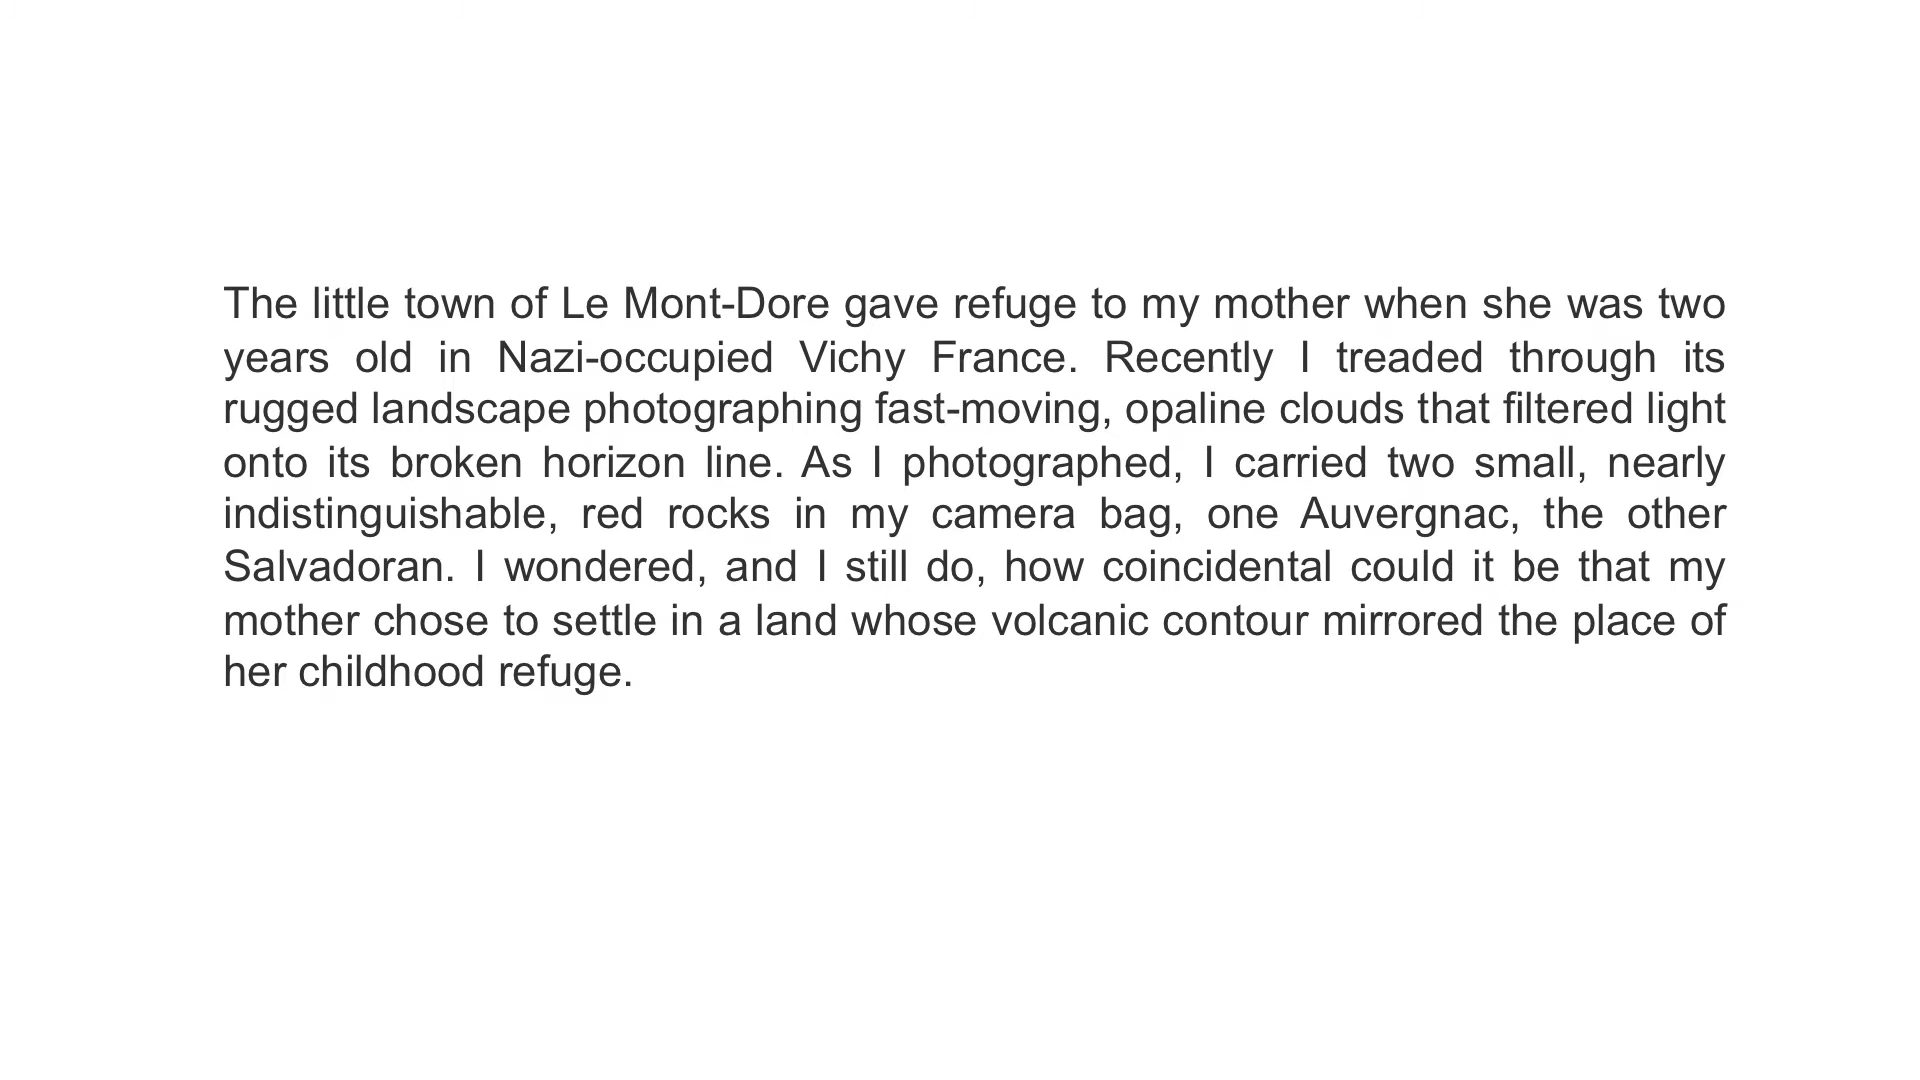 The little town of Le Mont-Dore gave refuge to my mother when she was two
years old in Nazi-occupied Vichy France. Recently I treaded through its
rugged landscape photographing fast-moving, opaline clouds that filtered light
onto its broken horizon line. As I photographed, I carried two small, nearly
indistinguishable, red rocks in my camera bag, one Auvergnac, the other
Salvadoran. I wondered, and I still do, how coincidental could it be that my
mother chose to settle in a land whose volcanic contour mirrored the place of
her childhood refuge.